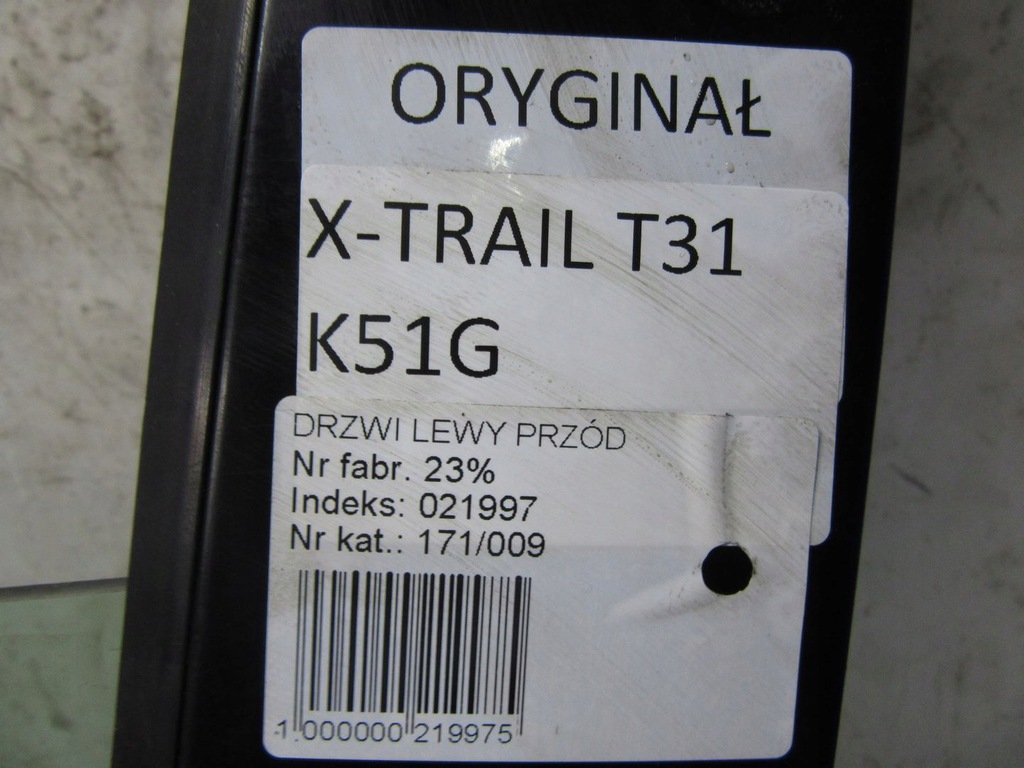 ORYGINAŁ
X-TRAIL T31
K51G
DRZWI LEWY PRZÓD
Nr fabr. 23%
Indeks: 021997
Nr kat.: 171/009
1 000000 219975